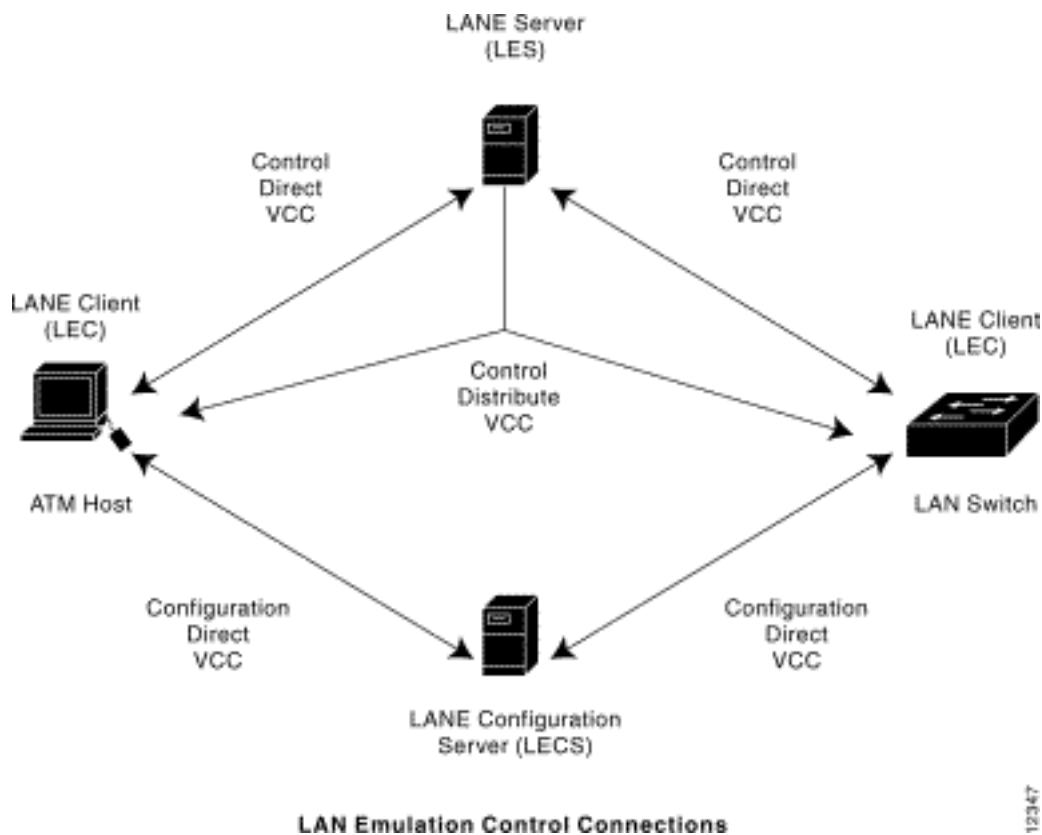 LANE Server
(LES)
Control
Direct
VCC
Control
Direct
VCC
LANE Client
(LEC)
LANE Client
(LEC)
Control
Distribute
VCC
ATM Host
LAN Switch
Configuration
Direct
VCC
Configuration
Direct
VCC
LANE Configuration
Server (LECS)
LAN Emulation Control Connections
12347